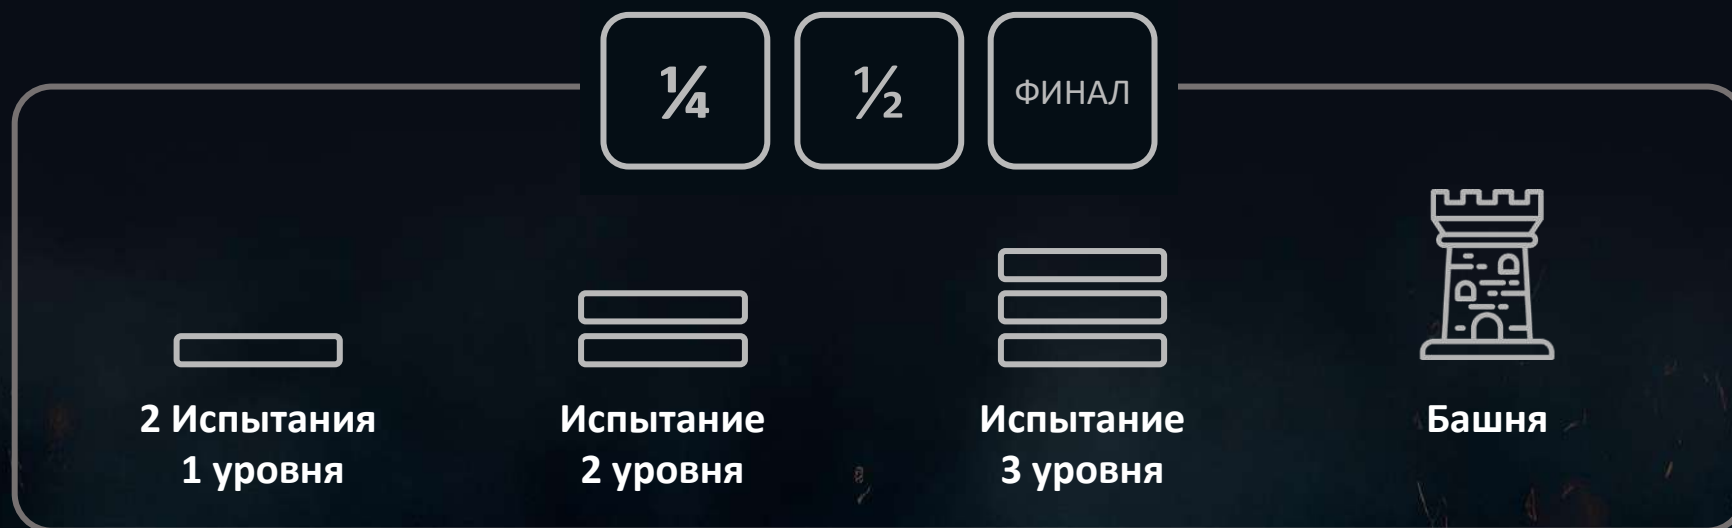 ¼
½
ФИНАЛ
2 Испытания
1 уровня
Испытание
2 уровня
Испытание
3 уровня
Башня